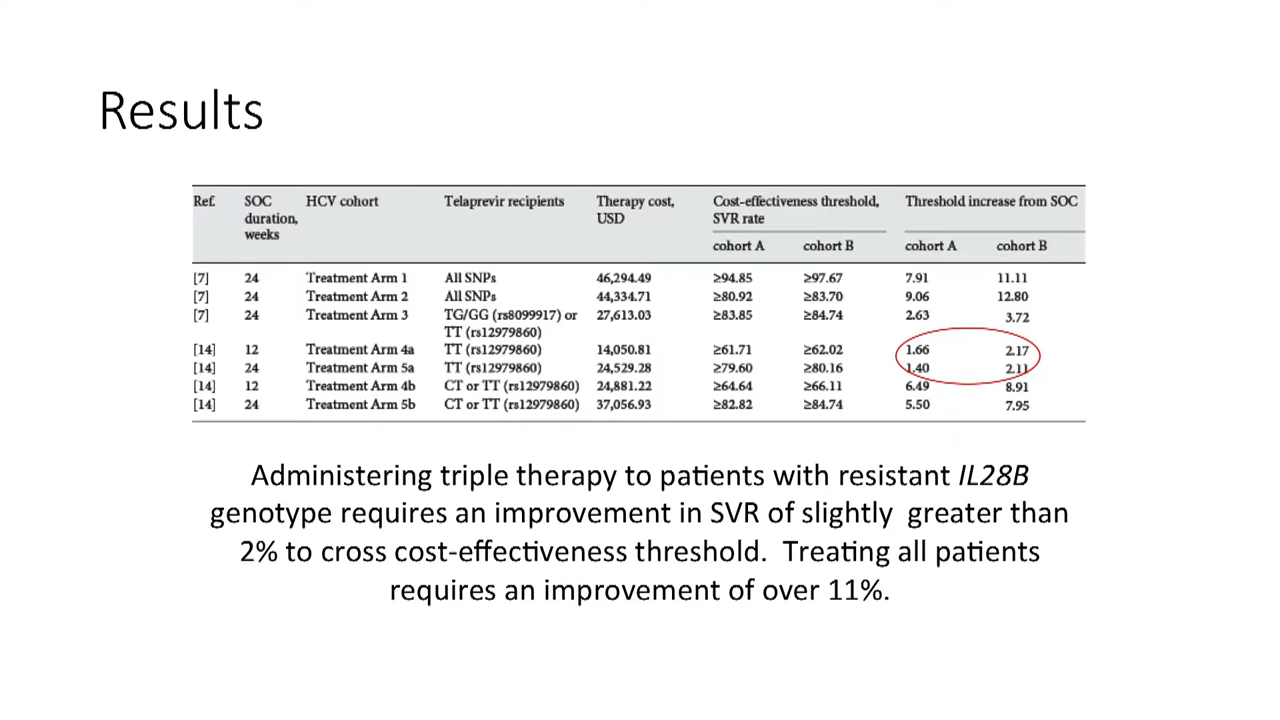 Results
Ref. SOC duration, weeks HCV cohort Telaprevir recipients Therapy cost, USD Cost-effectiveness threshold, SVR rate Threshold increase from SOC
cohort A cohort B cohort A cohort B
[7] 24 Treatment Arm 1 All SNPs 46,294.49 ≥94.85 ≥97.67 7.91 11.11
[7] 24 Treatment Arm 2 All SNPs 44,334.71 ≥80.92 ≥83.70 9.06 12.80
[7] 24 Treatment Arm 3 TG/GG (rs8099917) or 27,613.03 ≥83.85 ≥84.74 2.63 3.72
TT (rs12979860)
[14] 12 Treatment Arm 4a TT (rs12979860) 14,050.81 ≥61.71 ≥62.02 1.66 2.17
[14] 24 Treatment Arm 5a TT (rs12979860) 24,529.28 ≥79.60 ≥80.16 1.40 2.11
[14] 12 Treatment Arm 4b CT or TT (rs12979860) 24,881.22 ≥64.64 ≥66.11 6.49 8.91
[14] 24 Treatment Arm 5b CT or TT (rs12979860) 37,056.93 ≥82.82 ≥84.74 5.50 7.95
Administering triple therapy to patients with resistant IL28B
genotype requires an improvement in SVR of slightly greater than
2% to cross cost-effectiveness threshold. Treating all patients
requires an improvement of over 11%.